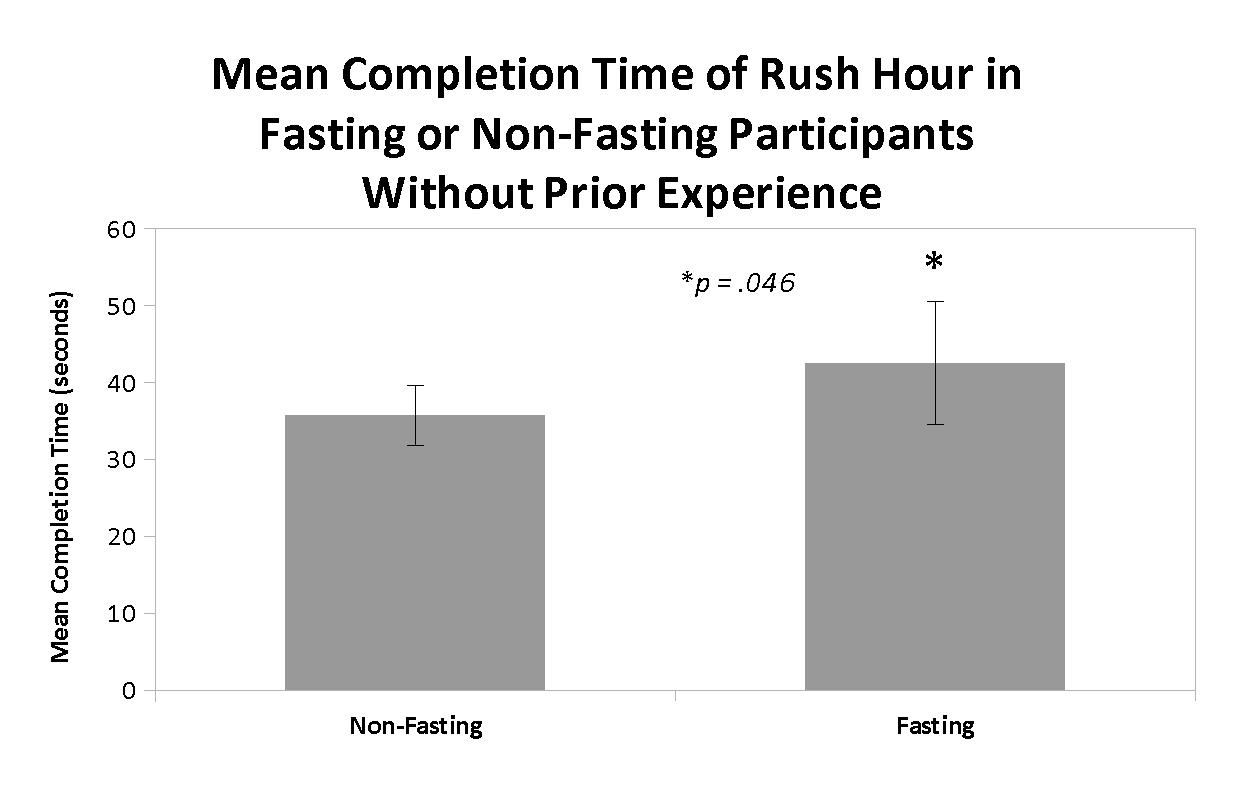 Mean Completion Time of Rush Hour in
Fasting or Non-Fasting Participants
Without Prior Experience
60
50
40
30
20
10
0
Mean Completion Time (seconds)
*p = .046
*
Non-Fasting
Fasting